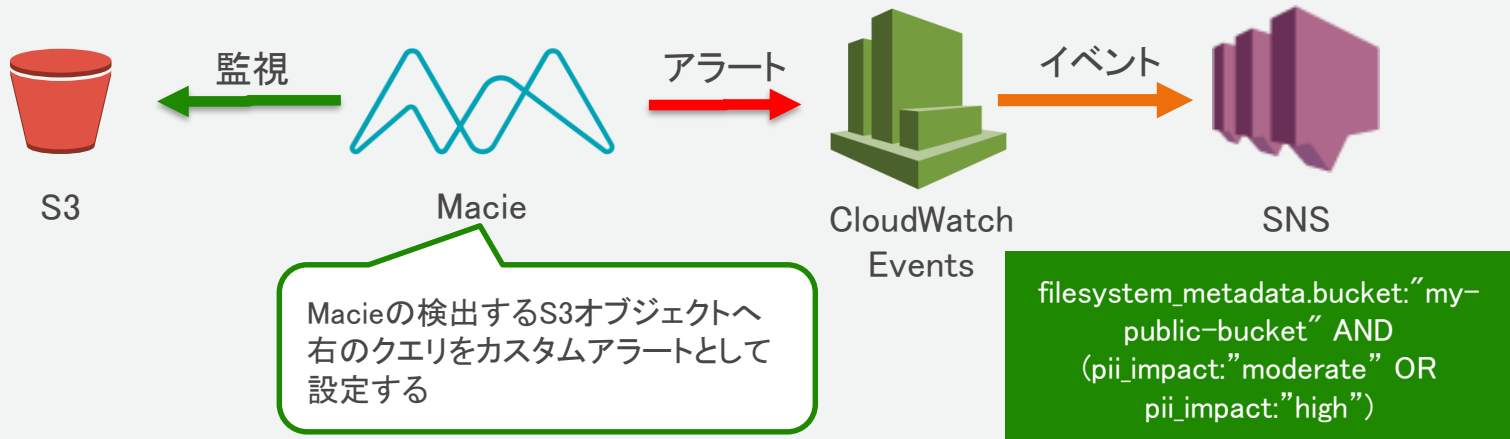 監視
アラート
イベント
S3
Macie
CloudWatch
Events
SNS
Macieの検出するS3オブジェクトへ
右のクエリをカスタムアラートとして
設定する
filesystem_metadata.bucket:"my-
public-bucket" AND
(pii_impact:"moderate" OR
pii_impact:"high")